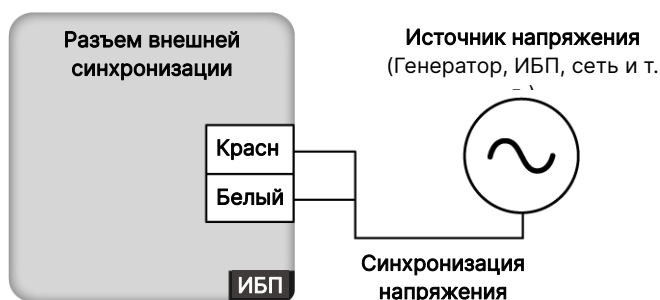 Разъем внешней
синхронизации
Источник напряжения
(Генератор, ИБП, сеть и т.
Красн
Белый
ИБП
Синхронизация
напряжения